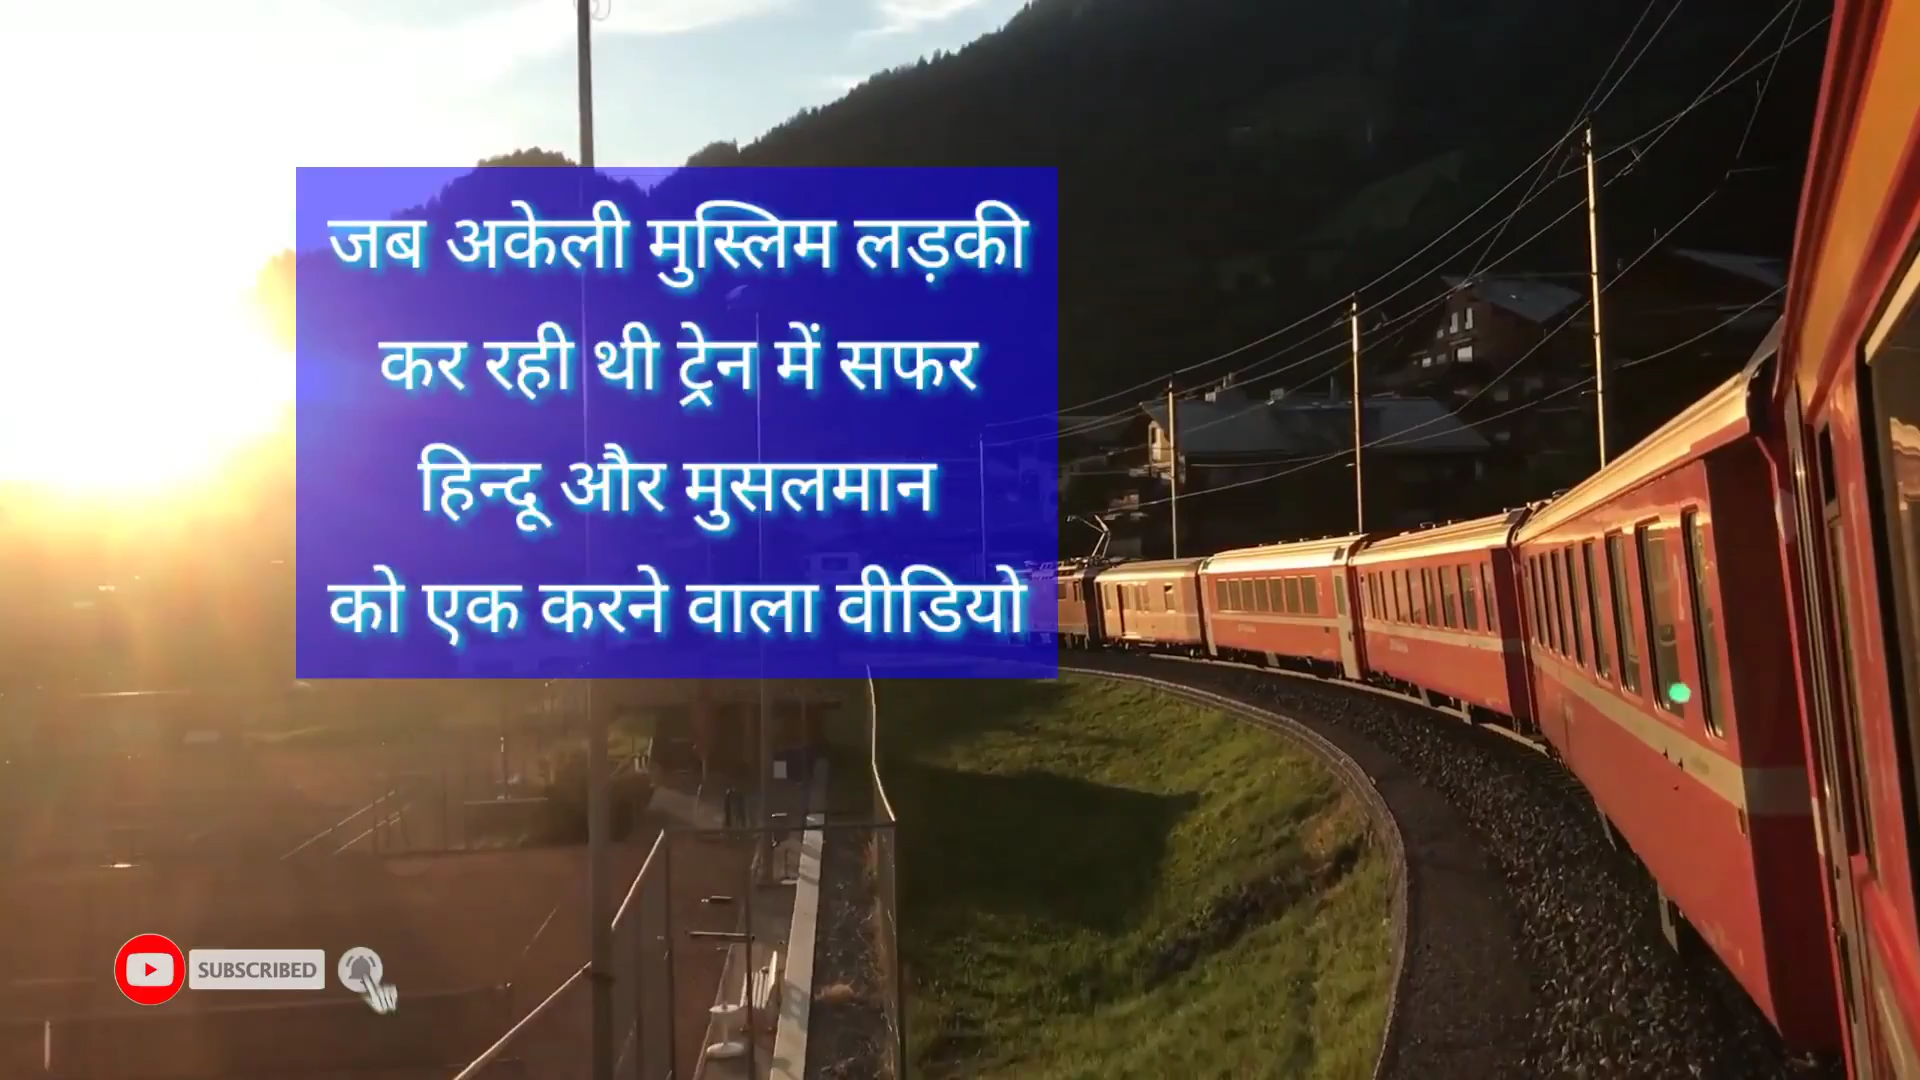 जब अकेली मुस्लिम लड़की
कर रही थी ट्रेन में सफर
हिन्दू और मुसलमान
को एक करने वाला वीडियो
SUBSCRIBED